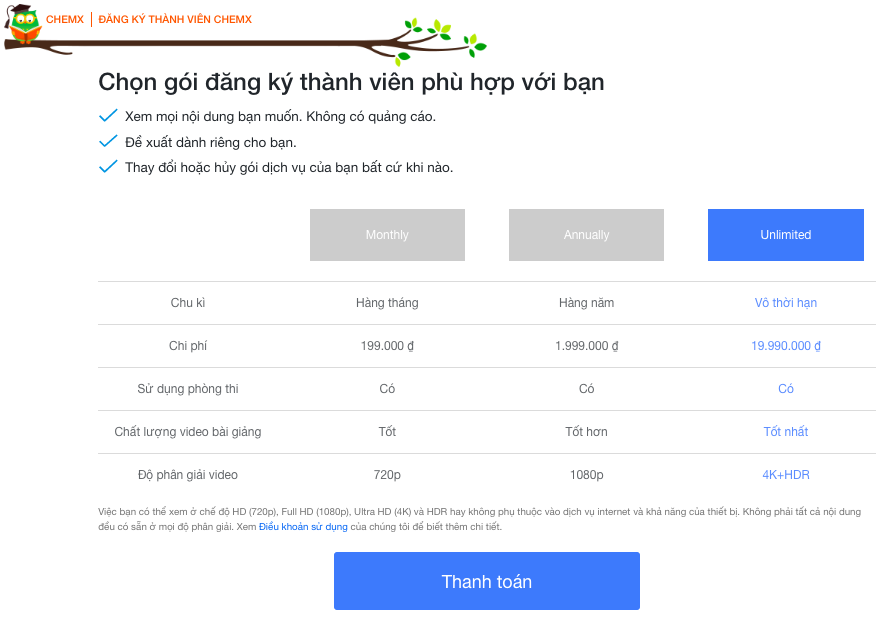 CHEMX | ĐĂNG KÝ THÀNH VIÊN CHEMX
Chọn gói đăng ký thành viên phù hợp với bạn
Xem mọi nội dung bạn muốn. Không có quảng cáo.
Đề xuất dành riêng cho bạn.
Thay đổi hoặc hủy gói dịch vụ của bạn bất cứ khi nào.
Monthly Annually Unlimited
Chu kì Hàng tháng Hàng năm Vô thời hạn
Chi phí 199.000 ₫ 1.999.000 ₫ 19.990.000 ₫
Sử dụng phòng thi Có Có Có
Chất lượng video bài giảng Tốt Tốt hơn Tốt nhất
Độ phân giải video 720p 1080p 4K+HDR
Việc bạn có thể xem ở chế độ HD (720p), Full HD (1080p), Ultra HD (4K) và HDR hay không phụ thuộc vào dịch vụ internet và khả năng của thiết bị. Không phải tất cả nội dung
đều có sẵn ở mọi độ phân giải. Xem Điều khoản sử dụng của chúng tôi để biết thêm chi tiết.
Thanh toán